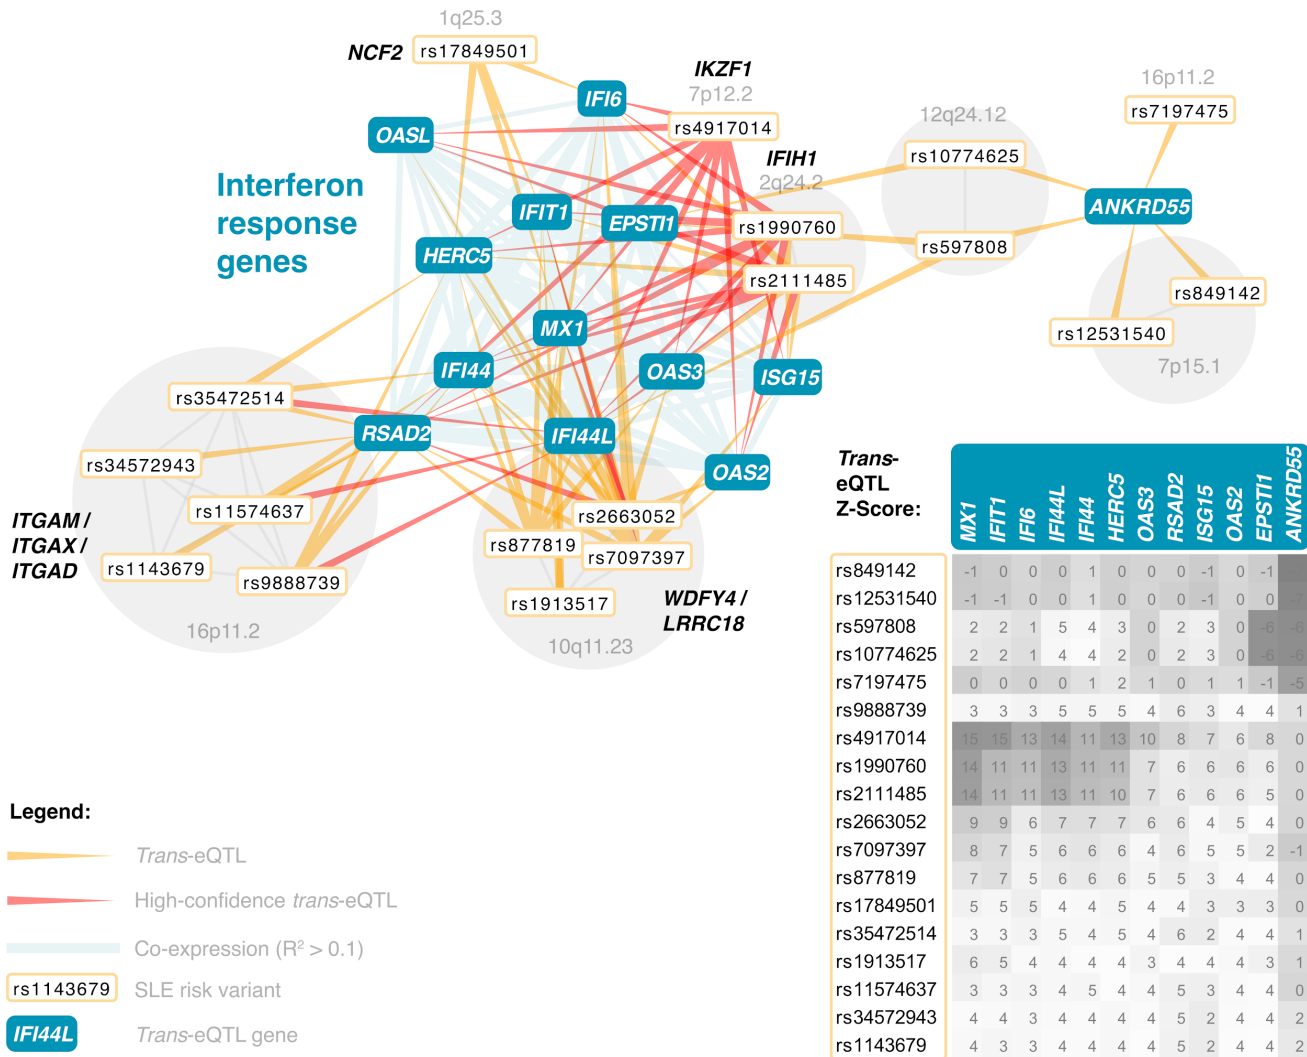 1q25.3
NCF2
rs17849501
IKZF1
7p12.2
rs4917014
IFI6
OASL
16p11.2
rs7197475
12q24.12
rs10774625
IFIH1
2q24.2
Interferon
response
genes
IFIT1
EPSTI1
rs1990760
ANKRD55
HERC5
rs597808
rs2111485
rs849142
MX1
rs12531540
7p15.1
IFI44
OAS3
ISG15
rs35472514
RSAD2
IFI44L
OAS2
rs34572943
rs11574637
rs2663052
ITGAM /
ITGAX /
ITGAD
rs1143679
rs9888739
rs877819
rs7097397
rs1913517
WDFY4 /
LRRC18
16p11.2
10q11.23
Trans-
eQTL
Z-Score:
MX1 IFIT1 IFI6 IFI44L IFI44 HERC5 OAS3 RSAD2 ISG15 OAS2 EPSTI1 ANKRD55
rs849142 -1 0 0 0 1 0 0 0 -1 0 -1
rs12531540 -1 -1 0 0 1 0 0 0 -1 0 0 -7
rs597808 2 2 1 5 4 3 0 2 3 0 -6 -6
rs10774625 2 2 1 4 4 2 0 2 3 0 -6 -6
rs7197475 0 0 0 0 1 2 1 0 1 1 -1 -5
rs9888739 3 3 3 5 5 5 4 6 3 4 4 1
rs4917014 15 15 13 14 11 13 10 8 7 6 8 0
rs1990760 14 11 11 13 11 11 7 6 6 6 6 0
rs2111485 14 11 11 13 11 10 7 6 6 6 5 0
rs2663052 9 9 6 7 7 7 6 6 4 5 4 0
rs7097397 8 7 5 6 6 6 4 6 5 5 2 -1
rs877819 7 7 5 6 6 6 5 5 3 4 4 0
rs17849501 5 5 5 4 4 5 4 4 3 3 3 0
rs35472514 3 3 3 5 4 5 4 6 2 4 4 1
rs1913517 6 5 4 4 4 4 3 4 4 4 3 1
rs11574637 3 3 3 4 5 4 4 5 3 4 4 0
rs34572943 4 4 3 4 4 4 4 5 2 4 4 2
rs1143679 4 3 3 4 4 4 4 5 2 4 4 2
Legend:
Trans-eQTL
High-confidence trans-eQTL
Co-expression (R² > 0.1)
rs1143679 SLE risk variant
IFI44L Trans-eQTL gene